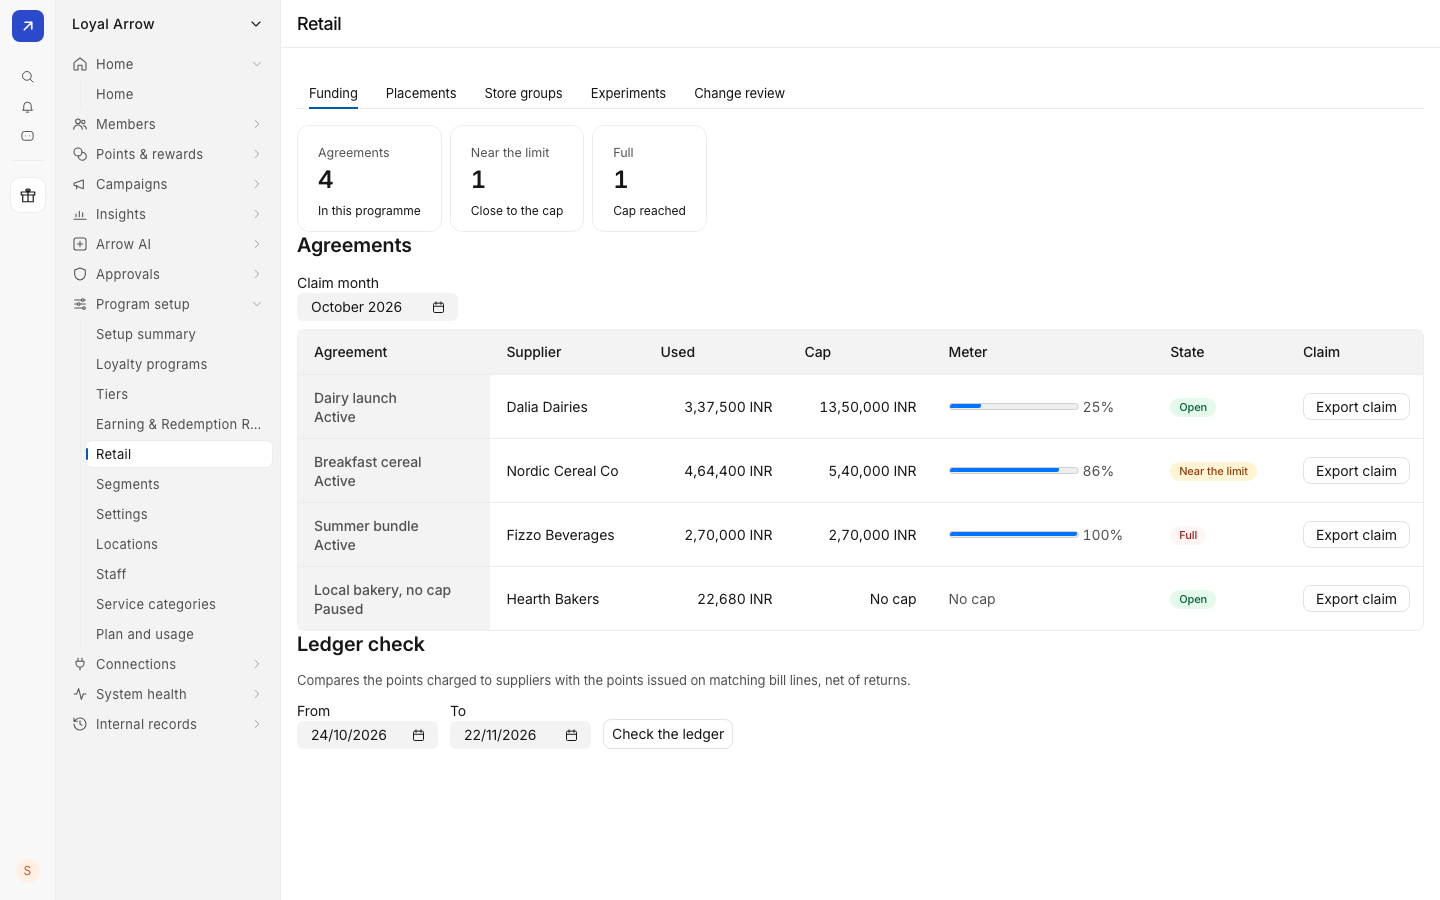 Loyal Arrow
Home
Home
Members
Points & rewards
Campaigns
Insights
Arrow AI
Approvals
Program setup
Setup summary
Loyalty programs
Tiers
Earning & Redemption R...
Retail
Segments
Settings
Locations
Staff
Service categories
Plan and usage
Connections
System health
Internal records
S
Retail
Funding Placements Store groups Experiments Change review
Agreements
4
In this programme
Near the limit
1
Close to the cap
Full
1
Cap reached
Agreements
Claim month
October 2026
Agreement Supplier Used Cap Meter State Claim
Dairy launch
Active
Dalia Dairies 3,37,500 INR 13,50,000 INR 25% Open Export claim
Breakfast cereal
Active
Nordic Cereal Co 4,64,400 INR 5,40,000 INR 86% Near the limit Export claim
Summer bundle
Active
Fizzo Beverages 2,70,000 INR 2,70,000 INR 100% Full Export claim
Local bakery, no cap
Paused
Hearth Bakers 22,680 INR No cap No cap Open Export claim
Ledger check
Compares the points charged to suppliers with the points issued on matching bill lines, net of returns.
From To
24/10/2026 22/11/2026 Check the ledger